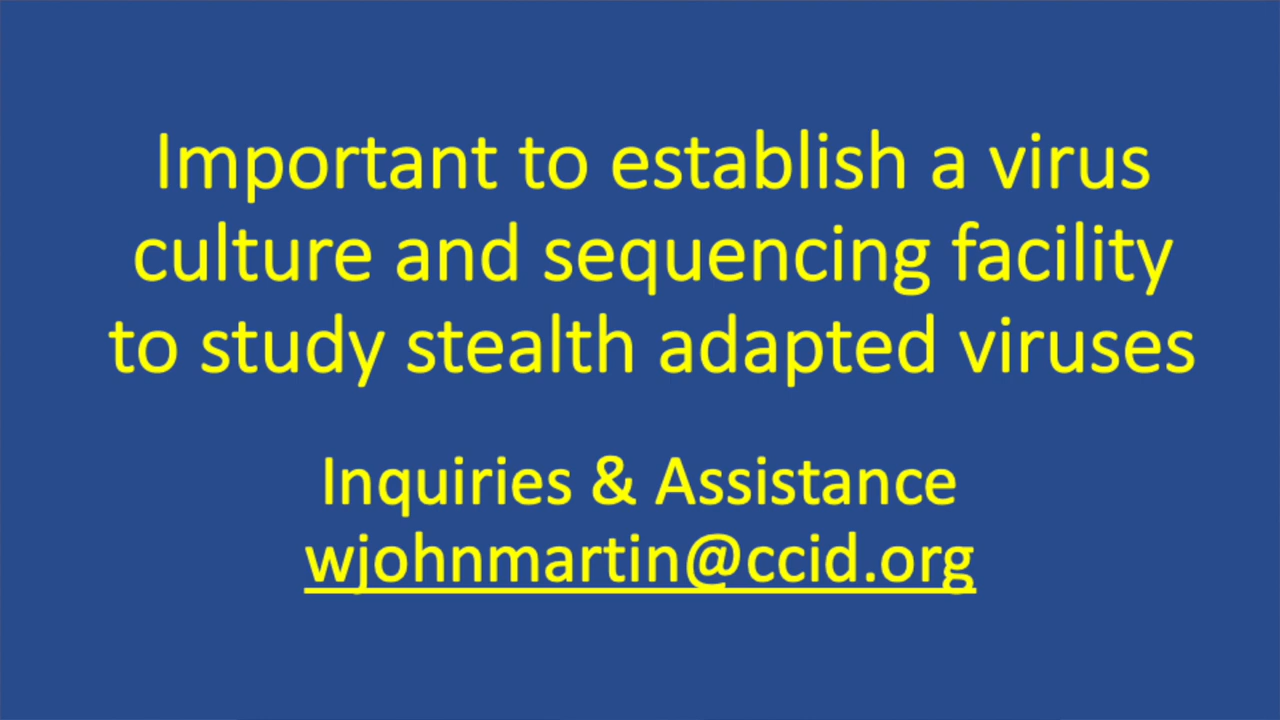 Important to establish a virus
culture and sequencing facility
to study stealth adapted viruses
Inquiries & Assistance
wjohnmartin@ccid.org